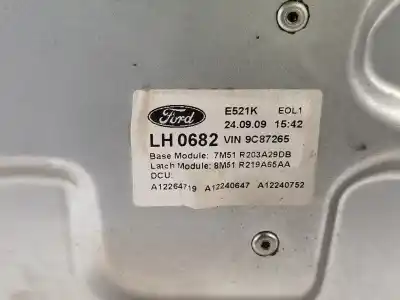 Ford E521K EOL1
24.09.09 15:42
LH 0682 VIN 9C87265
Base Module: 7M51 R203A29DB
Latch Module: 8M51 R219A65AA
DCU:
A12264719 A12240647 A12240752